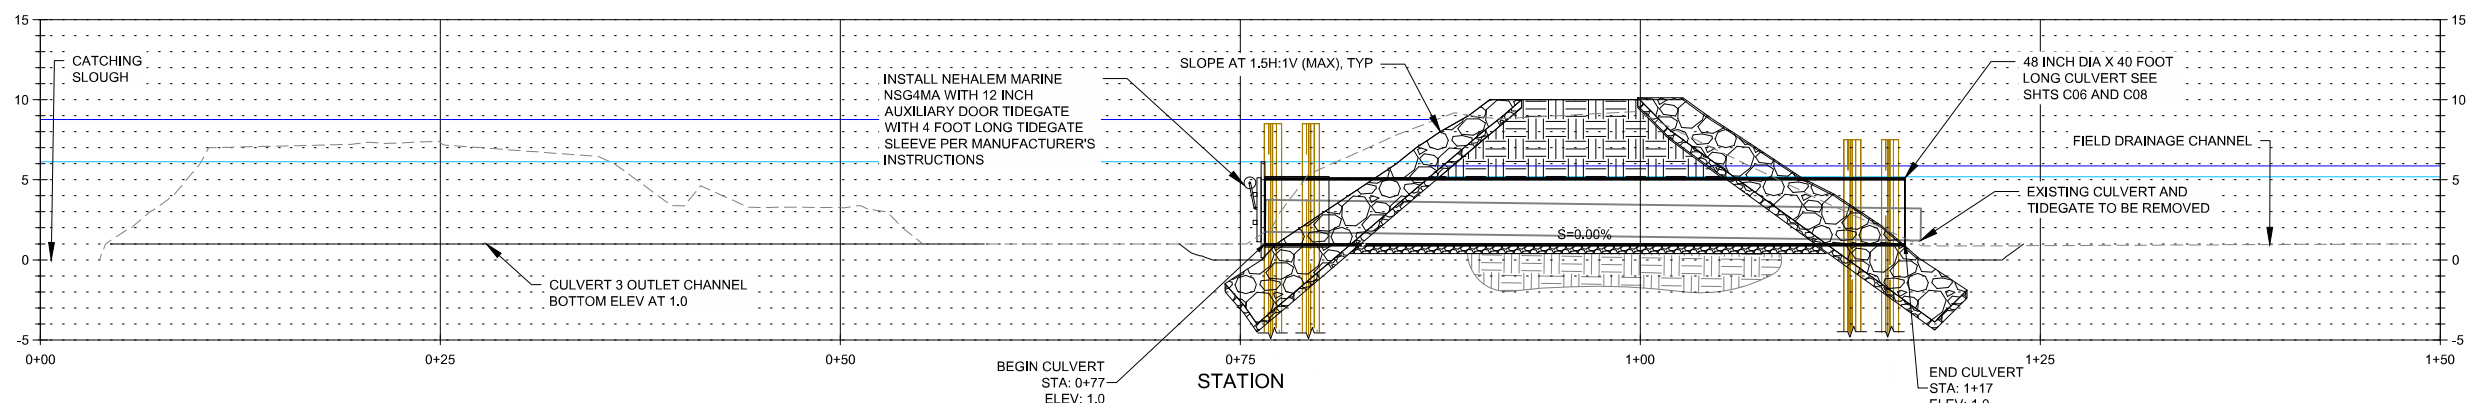 15
10
5
0
-5
CATCHING
SLOUGH
INSTALL NEHALEM MARINE
NSG4MA WITH 12 INCH
AUXILIARY DOOR TIDEGATE
WITH 4 FOOT LONG TIDEGATE
SLEEVE PER MANUFACTURER'S
INSTRUCTIONS
SLOPE AT 1.5H:1V (MAX), TYP
48 INCH DIA X 40 FOOT
LONG CULVERT SEE
SHTS C06 AND C08
FIELD DRAINAGE CHANNEL
EXISTING CULVERT AND
TIDEGATE TO BE REMOVED
S=0.00%
CULVERT 3 OUTLET CHANNEL
BOTTOM ELEV AT 1.0
15
10
5
0
-5
0+00
0+25
0+50
0+75
1+00
1+25
1+50
BEGIN CULVERT
STA: 0+77
ELEV: 1.0
STATION
END CULVERT
STA: 1+17
ELEV: 1.0